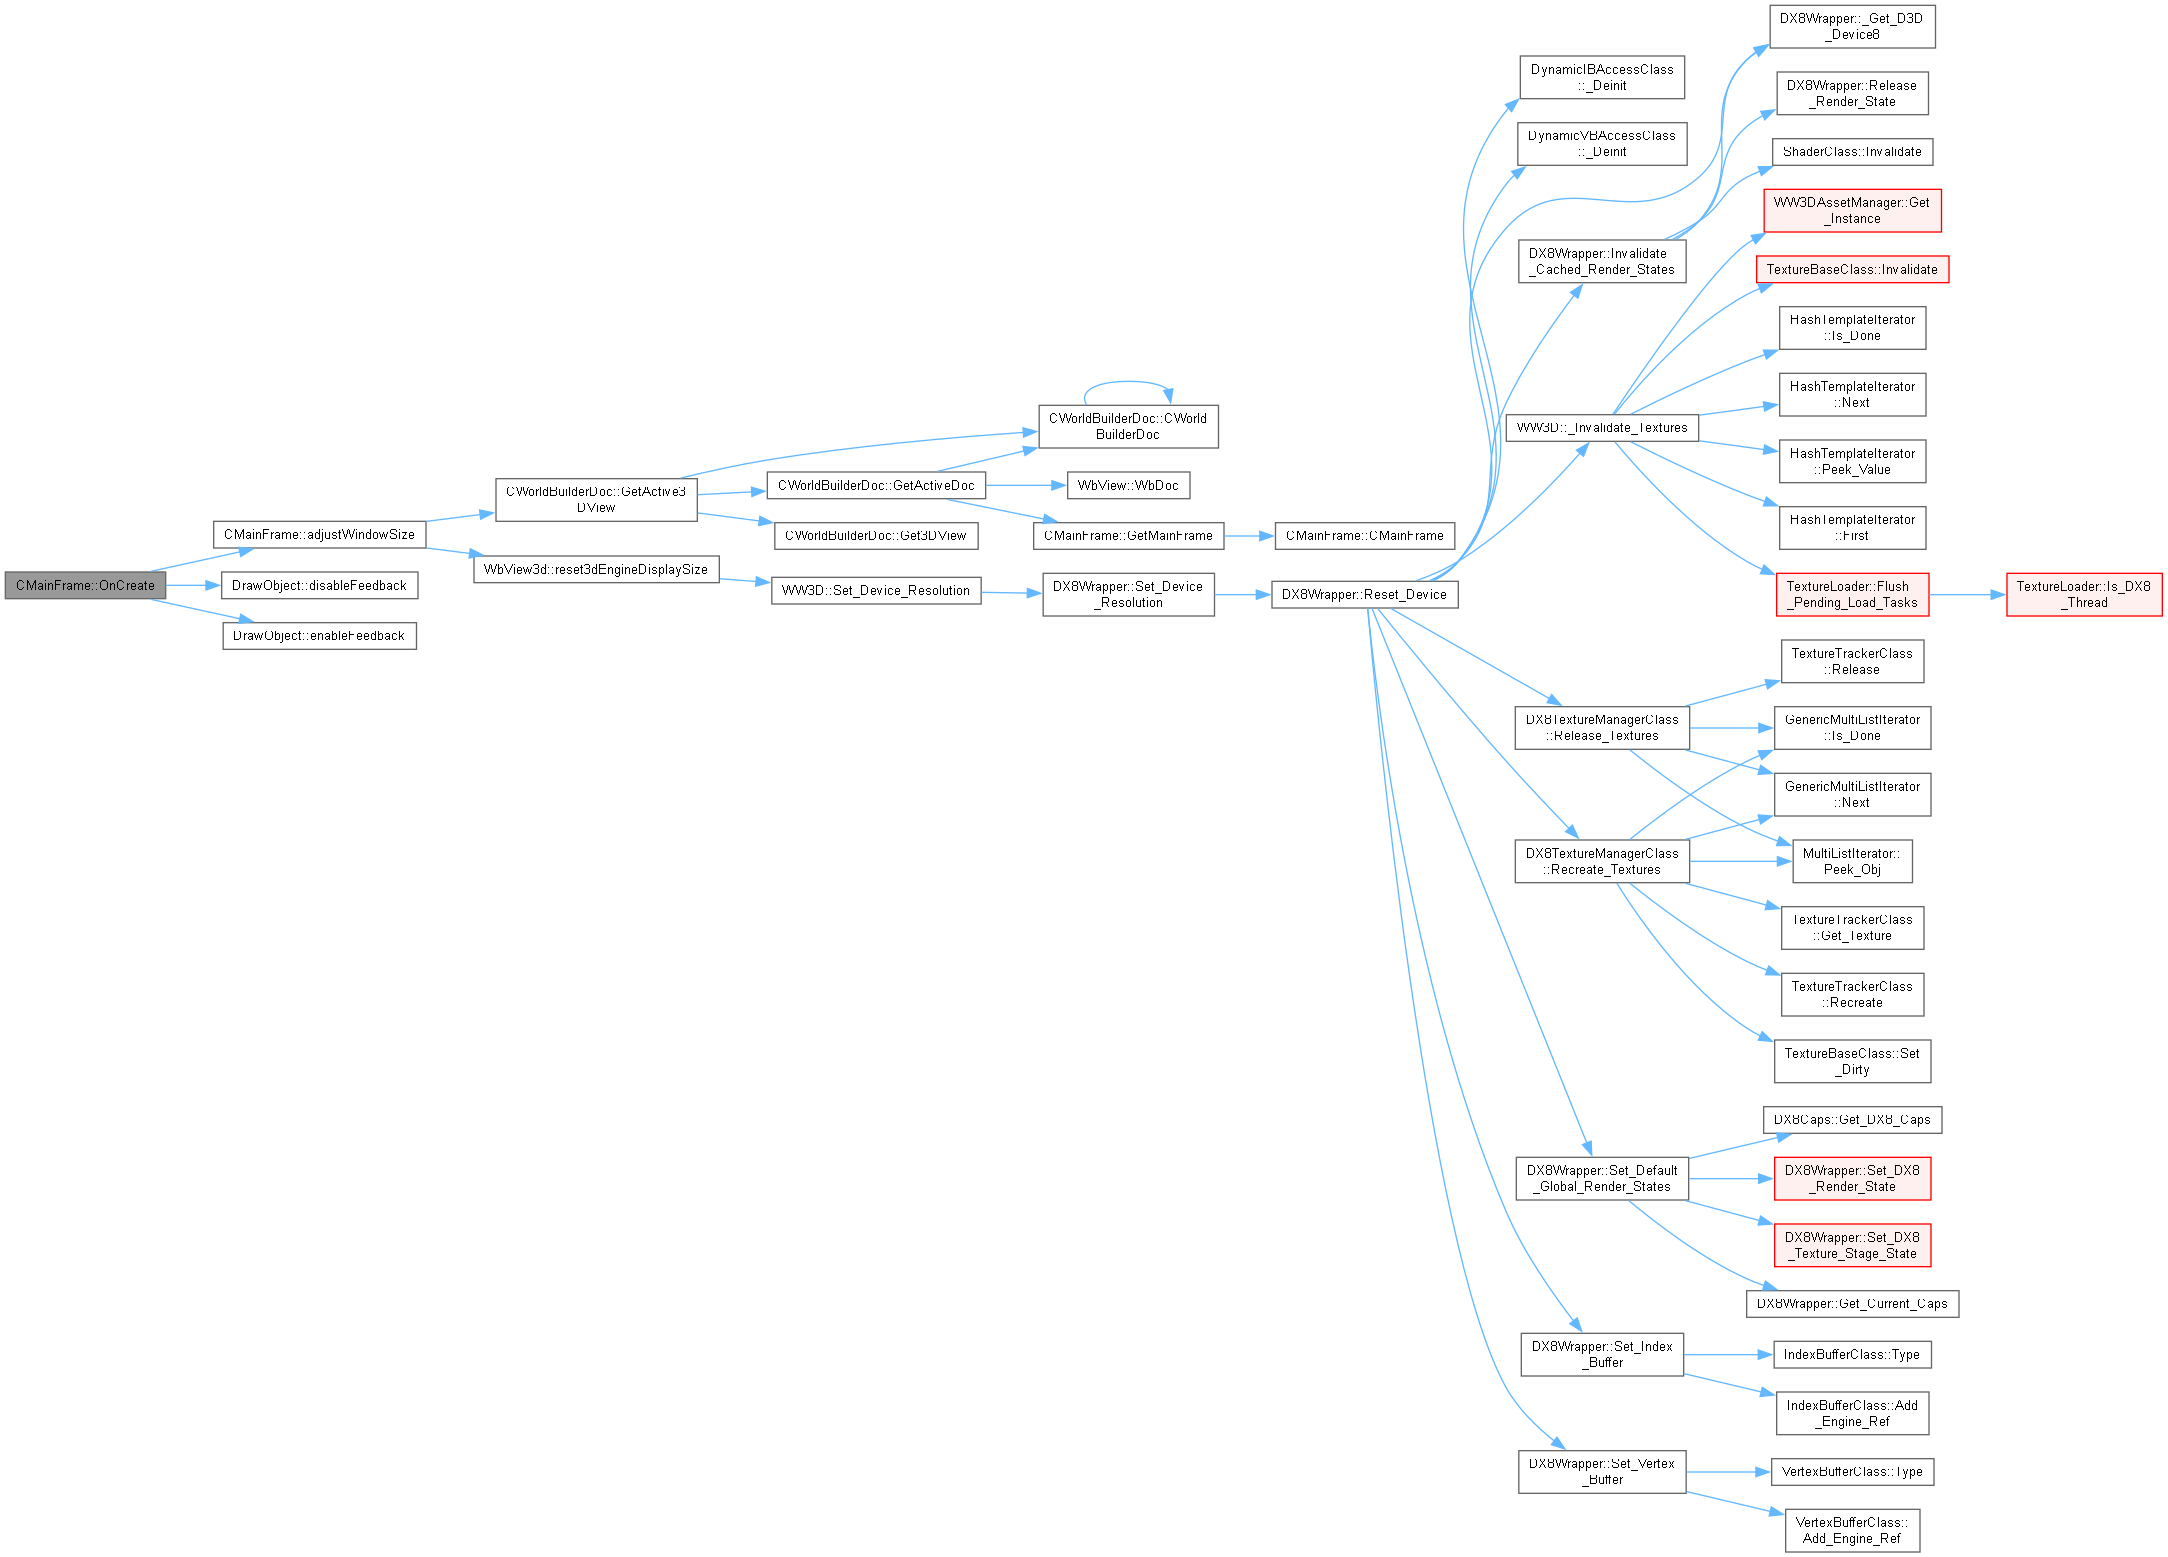 CMainFrame::OnCreate
CMainFrame::adjustWindowSize
DrawObject::disableFeedback
DrawObject::enableFeedback
CWorldBuilderDoc::GetActive3
DView
WbView3d::reset3dEngineDisplaySize
CWorldBuilderDoc::GetActiveDoc
CWorldBuilderDoc::Get3DView
WW3D::Set_Device_Resolution
CWorldBuilderDoc::CWorld
BuilderDoc
WbView::WbDoc
CMainFrame::GetMainFrame
DX8Wrapper::Set_Device
_Resolution
CMainFrame::CMainFrame
DX8Wrapper::Reset_Device
DynamicIBAccessClass
::_Deinit
DynamicVBAccessClass
::_Deinit
DX8Wrapper::Invalidate
_Cached_Render_States
WW3D::_Invalidate_Textures
DX8TextureManagerClass
::Release_Textures
DX8TextureManagerClass
::Recreate_Textures
DX8Wrapper::Set_Default
_Global_Render_States
DX8Wrapper::Set_Index
_Buffer
DX8Wrapper::Set_Vertex
_Buffer
DX8Wrapper::_Get_D3D
_Device8
DX8Wrapper::Release
_Render_State
ShaderClass::Invalidate
WW3DAssetManager::Get
_Instance
TextureBaseClass::Invalidate
HashTemplateIterator
::Is_Done
HashTemplateIterator
::Next
HashTemplateIterator
::Peek_Value
HashTemplateIterator
::First
TextureLoader::Flush
_Pending_Load_Tasks
TextureLoader::Is_DX8
_Thread
TextureTrackerClass
::Release
GenericMultiListIterator
::Is_Done
GenericMultiListIterator
::Next
MultiListIterator::
Peek_Obj
TextureTrackerClass
::Get_Texture
TextureTrackerClass
::Recreate
TextureBaseClass::Set
_Dirty
DX8Caps::Get_DX8_Caps
DX8Wrapper::Set_DX8
_Render_State
DX8Wrapper::Set_DX8
_Texture_Stage_State
DX8Wrapper::Get_Current_Caps
IndexBufferClass::Type
IndexBufferClass::Add
_Engine_Ref
VertexBufferClass::Type
VertexBufferClass::
Add_Engine_Ref